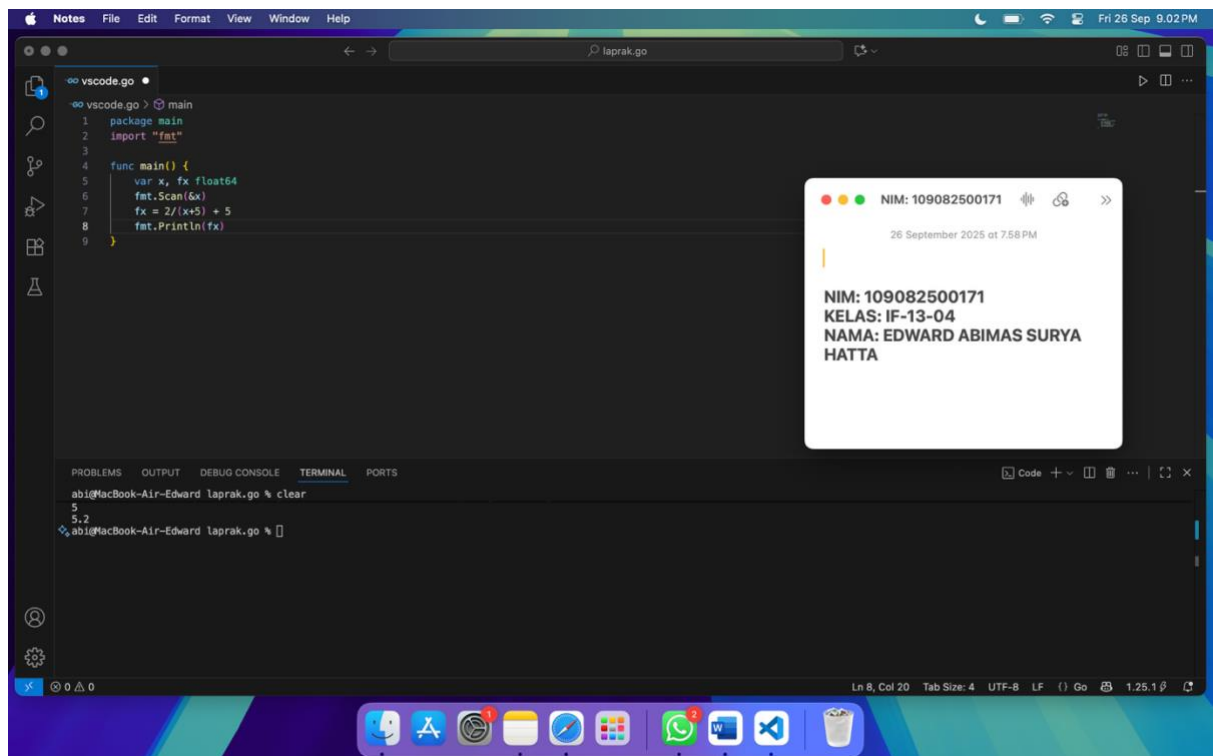 Notes File Edit Format View Window Help
Fri 26 Sep 9.02 PM
laprak.go
vscode.go
vscode.go > main
1 package main
2 import "fmt"
3
4 func main() {
5 var x, fx float64
6 fmt.Scan(&x)
7 fx = 2/(x+5) + 5
8 fmt.Println(fx)
9 }
NIM: 109082500171
26 September 2025 at 7.58 PM
NIM: 109082500171
KELAS: IF-13-04
NAMA: EDWARD ABIMAS SURYA
HATTA
PROBLEMS OUTPUT DEBUG CONSOLE TERMINAL PORTS
Code
abi@MacBook-Air-Edward laprak.go % clear
5
5.2
abi@MacBook-Air-Edward laprak.go %
0 0
Ln 8, Col 20 Tab Size: 4 UTF-8 LF {} Go 1.25.1
1
2
W
1